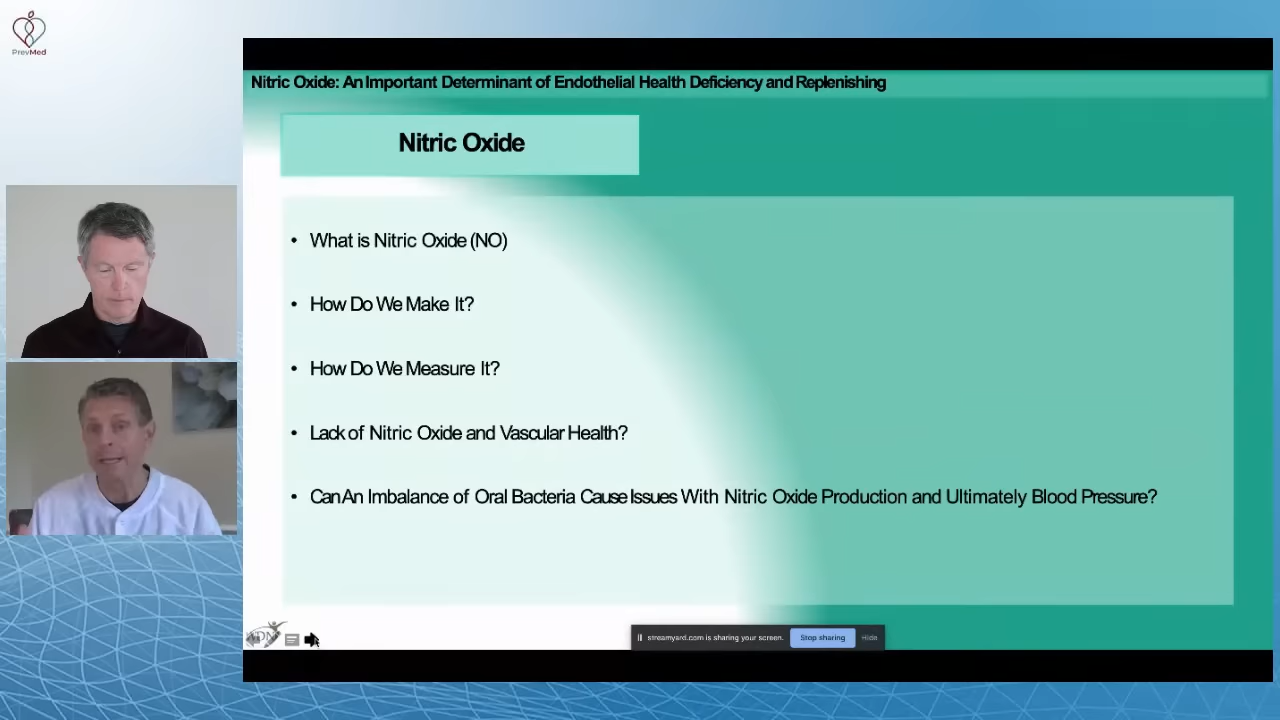 PrevMed
Nitric Oxide: An Important Determinant of Endothelial Health Deficiency and Replenishing
Nitric Oxide
• What is Nitric Oxide (NO)
• How Do We Make It?
• How Do We Measure It?
• Lack of Nitric Oxide and Vascular Health?
• Can An Imbalance of Oral Bacteria Cause Issues With Nitric Oxide Production and Ultimately Blood Pressure?
streamyard.com is sharing your screen.
Stop sharing
Hide